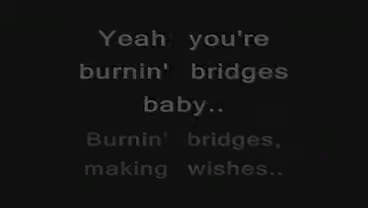 Yeah you're
burnin' bridges
baby..
Burnin' bridges,
making wishes..